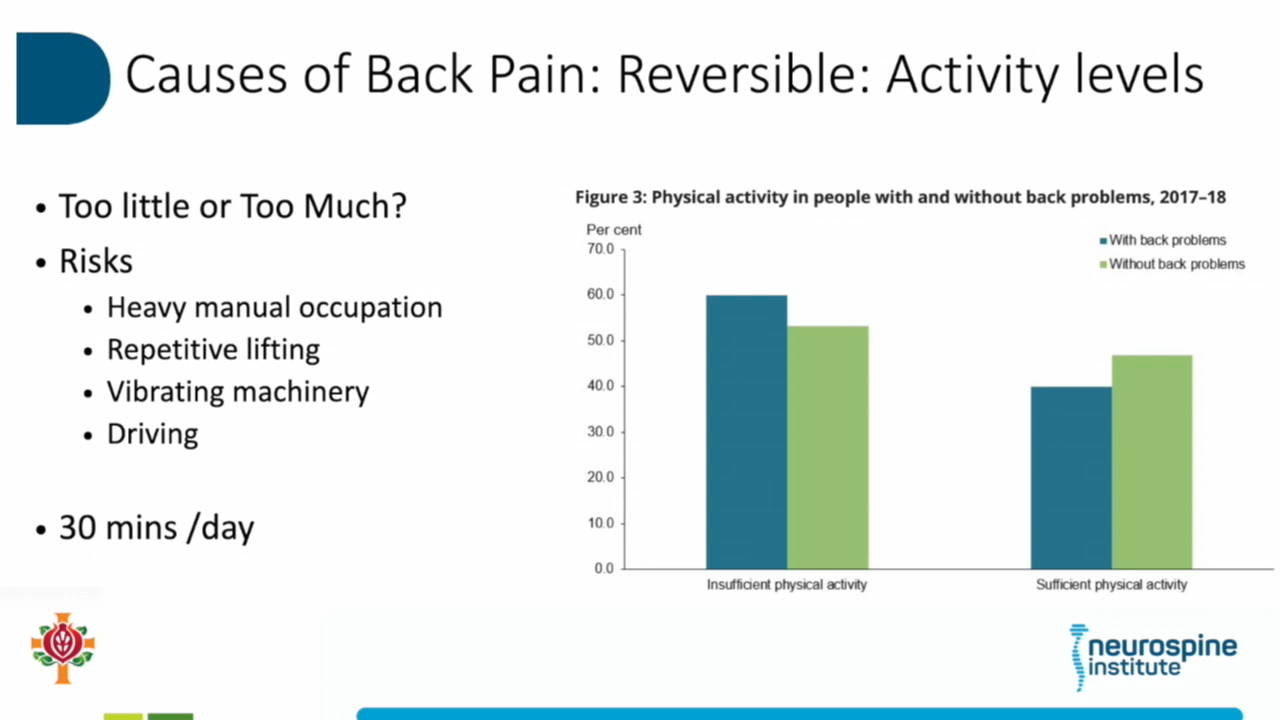 Causes of Back Pain: Reversible: Activity levels
• Too little or Too Much?
• Risks
• Heavy manual occupation
• Repetitive lifting
• Vibrating machinery
• Driving
• 30 mins /day
Figure 3: Physical activity in people with and without back problems, 2017–18
Per cent
With back problems
Without back problems
70.0
60.0
50.0
40.0
30.0
20.0
10.0
0.0
Insufficient physical activity
Sufficient physical activity
neurospine
institute